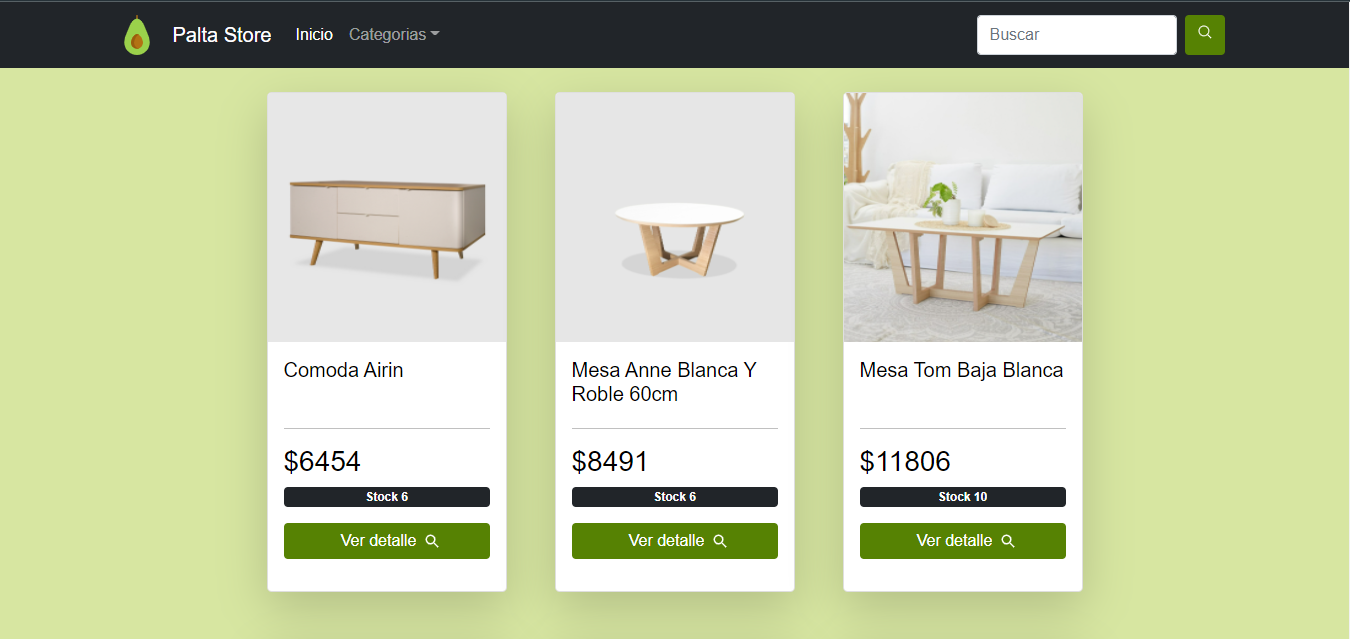 Palta Store Inicio Categorias Buscar
Comoda Airin
$6454
Stock 6
Ver detalle
Mesa Anne Blanca Y
Roble 60cm
$8491
Stock 6
Ver detalle
Mesa Tom Baja Blanca
$11806
Stock 10
Ver detalle